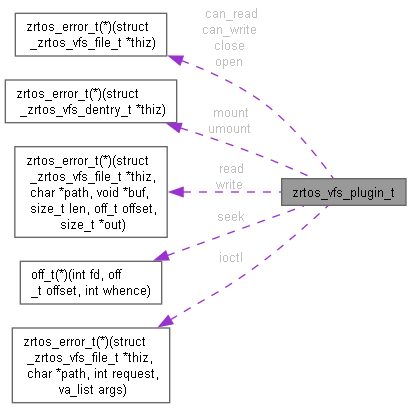 zrtos_error_t(*)(struct
_zrtos_vfs_file_t *thiz)
can_read
can_write
close
open
zrtos_error_t(*)(struct
_zrtos_vfs_dentry_t *thiz)
mount
umount
zrtos_error_t(*)(struct
_zrtos_vfs_file_t *thiz,
char *path, void *buf,
size_t len, off_t offset,
size_t *out)
read
write
zrtos_vfs_plugin_t
seek
off_t(*)(int fd, off
_t offset, int whence)
ioctl
zrtos_error_t(*)(struct
_zrtos_vfs_file_t *thiz,
char *path, int request,
va_list args)